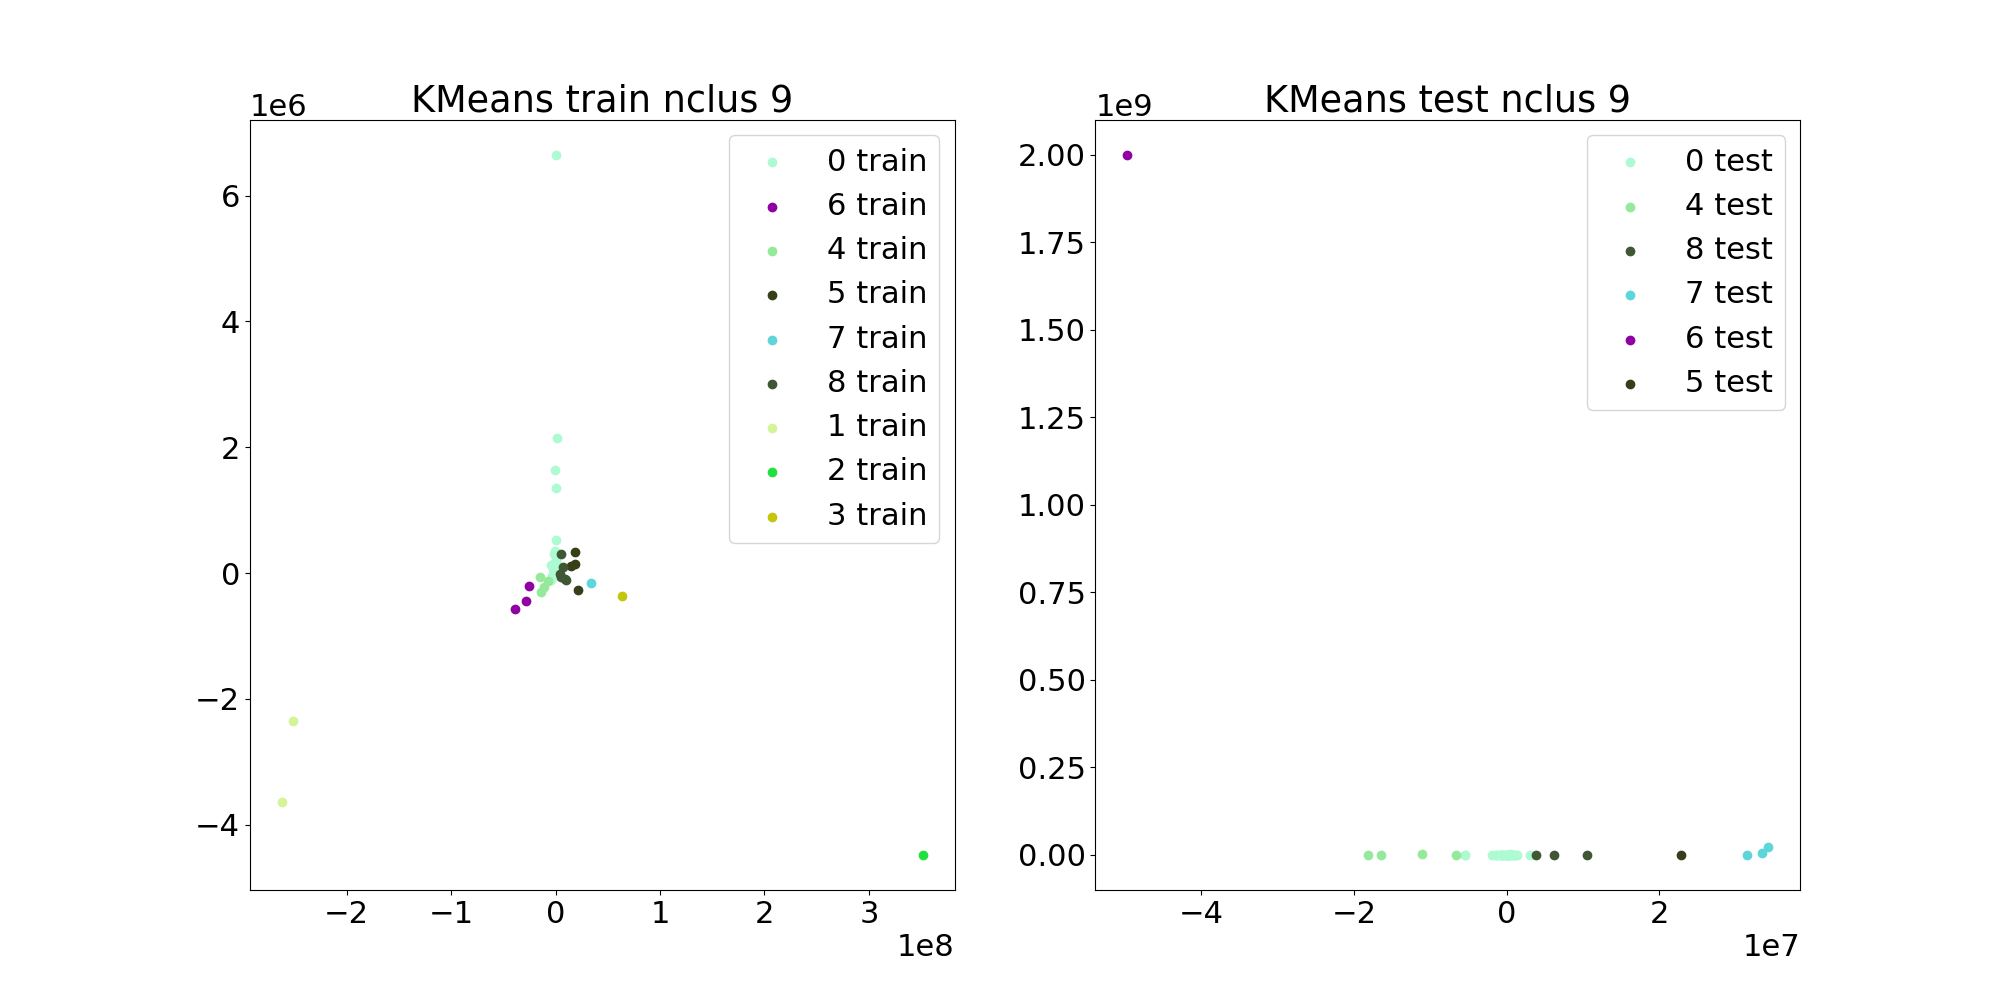 KMeans train nclus 9
1e6
6
4
2
0
−2
−4
−2
−1
0
1
2
3
1e8
0 train
6 train
4 train
5 train
7 train
8 train
1 train
2 train
3 train
KMeans test nclus 9
1e9
2.00
1.75
1.50
1.25
1.00
0.75
0.50
0.25
0.00
−4
−2
0
2
1e7
0 test
4 test
8 test
7 test
6 test
5 test